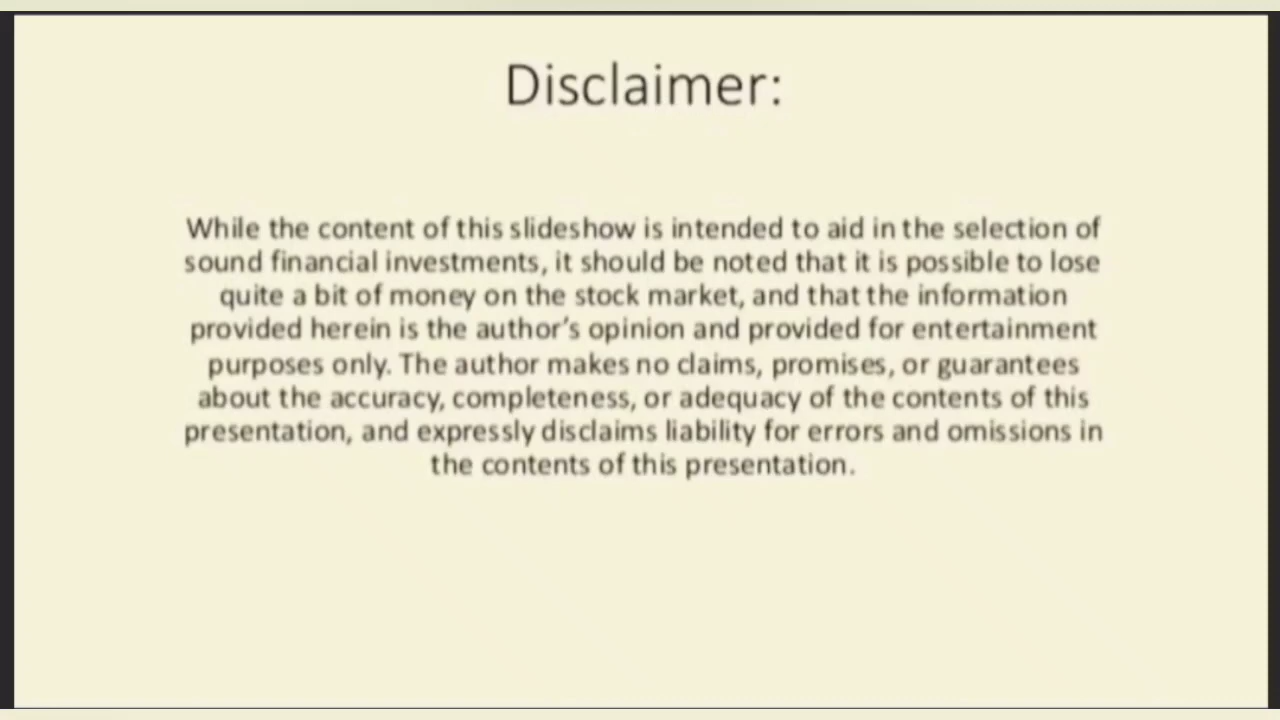 Disclaimer:
While the content of this slideshow is intended to aid in the selection of
sound financial investments, it should be noted that it is possible to lose
quite a bit of money on the stock market, and that the information
provided herein is the author's opinion and provided for entertainment
purposes only. The author makes no claims, promises, or guarantees
about the accuracy, completeness, or adequacy of the contents of this
presentation, and expressly disclaims liability for errors and omissions in
the contents of this presentation.